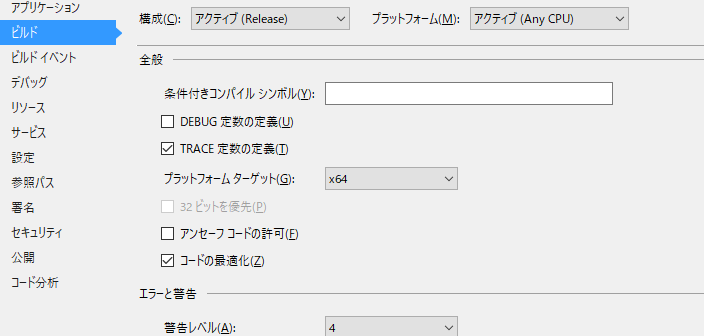 アプリケーション
ビルド
ビルド イベント
デバッグ
リソース
サービス
設定
参照パス
署名
セキュリティ
公開
コード分析
構成(C): アクティブ (Release) プラットフォーム(M): アクティブ (Any CPU)
全般
条件付きコンパイル シンボル(Y):
DEBUG 定数の定義(U)
TRACE 定数の定義(T)
プラットフォーム ターゲット(G): x64
32 ビットを優先(P)
アンセーフ コードの許可(F)
コードの最適化(Z)
エラーと警告
警告レベル(A): 4